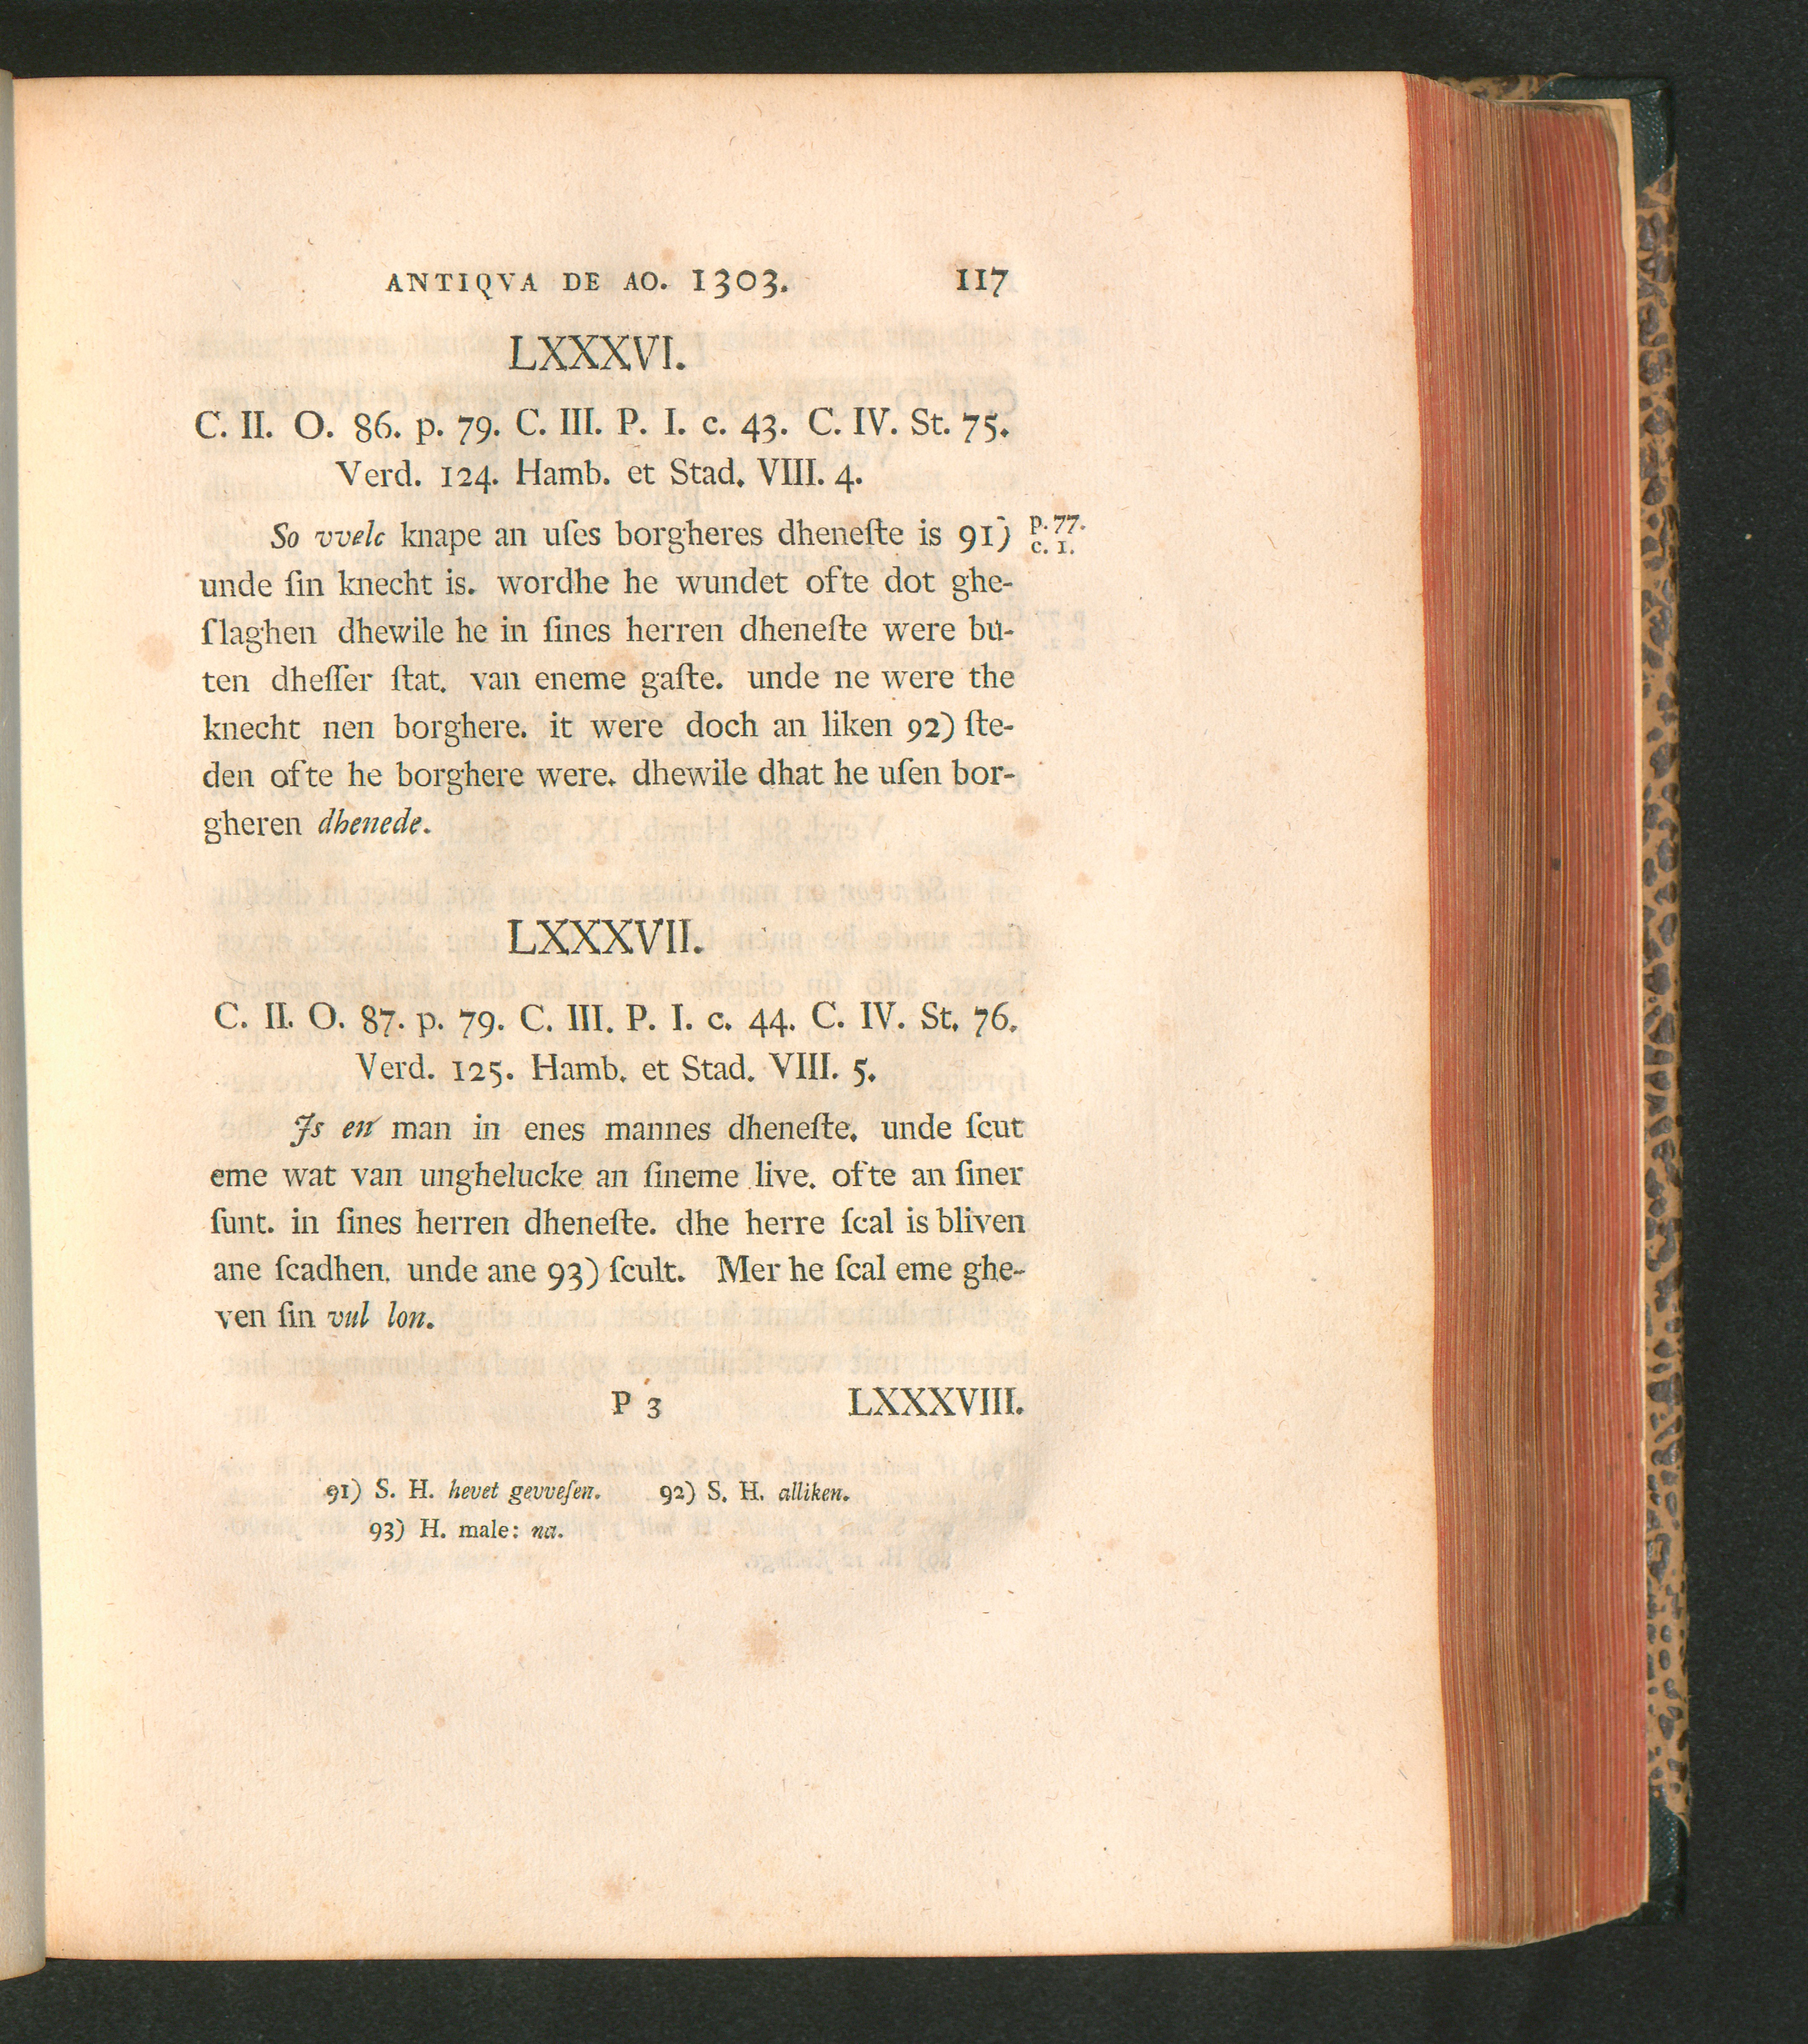 ANTIQVA DE AO. 1303. 117
LXXXVI.
C. II. O. 86. p. 79. C. III. P. I. c. 43. C. IV. St. 75.
Verd. 124. Hamb. et Stad. VIII. 4.
So vvelc knape an uſes borgheres dheneſte is 91) p. 77. c. 1.
unde ſin knecht is. wordhe he wundet ofte dot ghe-
ſlaghen dhewile he in ſines herren dheneſte were bu-
ten dheſſer ſtat. van eneme gaſte. unde ne were the
knecht nen borghere. it were doch an liken 92) ſte-
den ofte he borghere were. dhewile dhat he uſen bor-
gheren dhenede.
LXXXVII.
C. II. O. 87. p. 79. C. III. P. I. c. 44. C. IV. St. 76.
Verd. 125. Hamb. et Stad. VIII. 5.
Is en man in enes mannes dheneſte. unde ſcut
eme wat van unghelucke an ſineme live. ofte an ſiner
ſunt. in ſines herren dheneſte. dhe herre ſcal is bliven
ane ſcadhen. unde ane 93) ſcult. Mer he ſcal eme ghe-
ven ſin vul lon.
P 3 LXXXVIII.
91) S. H. hevet gevveſen. 92) S. H. alliken.
93) H. male: na.